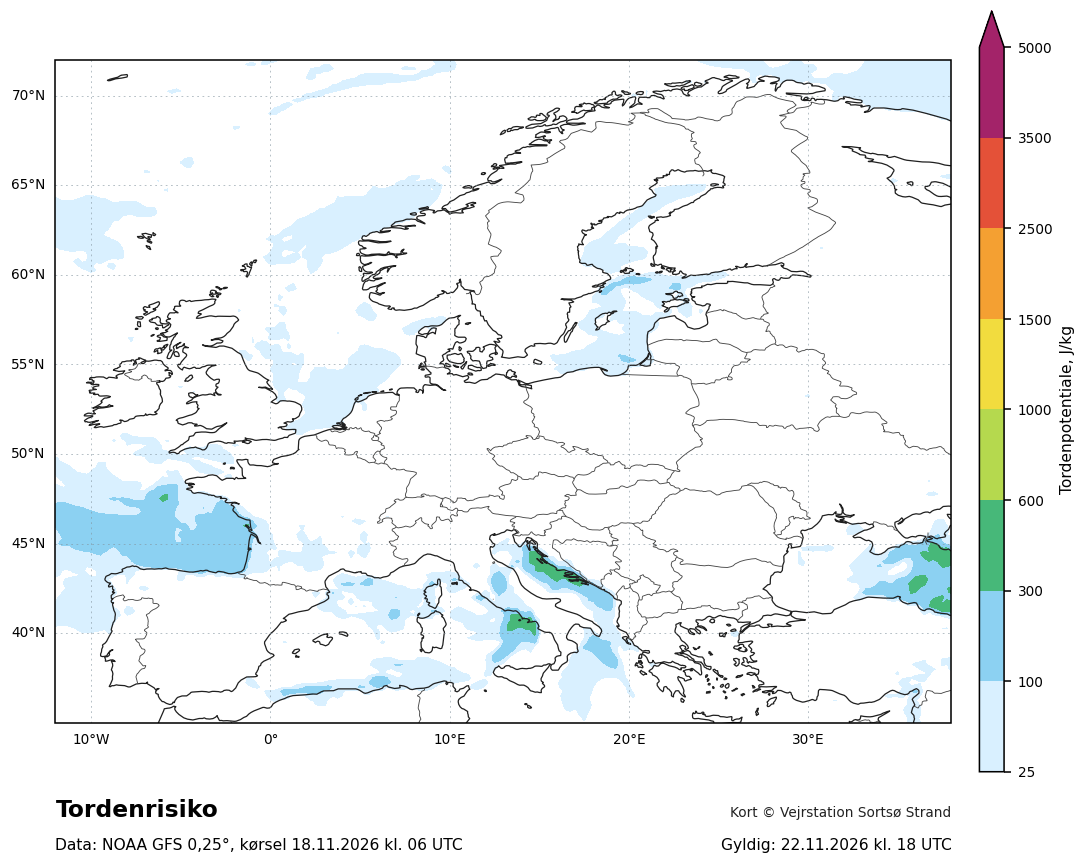 70°N
65°N
60°N
55°N
50°N
45°N
40°N
10°W
0°
10°E
20°E
30°E
5000
3500
2500
1500
1000
600
300
100
25
Tordenpotentiale, J/kg
Tordenrisiko
Kort © Vejrstation Sortsø Strand
Data: NOAA GFS 0,25°, kørsel 18.11.2026 kl. 06 UTC
Gyldig: 22.11.2026 kl. 18 UTC